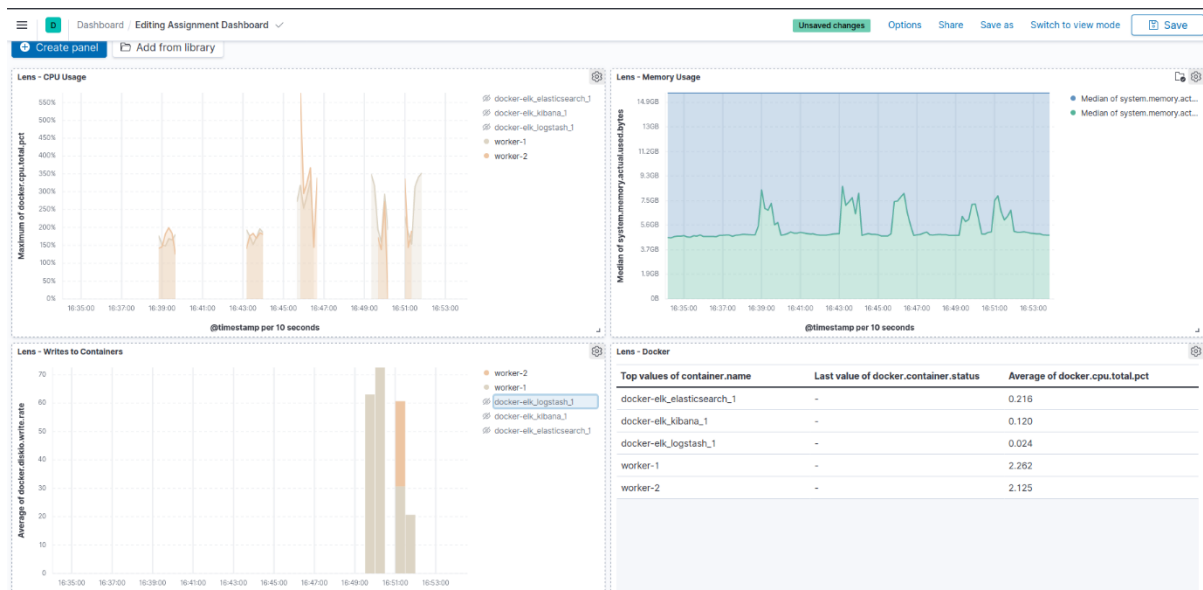 D Dashboard / Editing Assignment Dashboard Unsaved changes Options Share Save as Switch to view mode Save
Create panel Add from library
Lens - CPU Usage
Maximum of docker.cpu.total.pct
550%
500%
450%
400%
350%
300%
250%
200%
150%
100%
50%
0%
16:35:00 16:37:00 16:39:00 16:41:00 16:43:00 16:45:00 16:47:00 16:49:00 16:51:00 16:53:00
@timestamp per 10 seconds
docker-elk_elasticsearch_1
docker-elk_kibana_1
docker-elk_logstash_1
worker-1
worker-2
Lens - Memory Usage
Median of system.memory.actual.used.bytes
14.9GB
13GB
11.2GB
9.3GB
7.5GB
5.6GB
3.7GB
1.9GB
0B
16:35:00 16:37:00 16:39:00 16:41:00 16:43:00 16:45:00 16:47:00 16:49:00 16:51:00 16:53:00
@timestamp per 10 seconds
Median of system.memory.act...
Median of system.memory.act...
Lens - Writes to Containers
Average of docker.diskio.write.rate
70
60
50
40
30
20
10
0
16:35:00 16:37:00 16:39:00 16:41:00 16:43:00 16:45:00 16:47:00 16:49:00 16:51:00 16:53:00
worker-2
worker-1
docker-elk_logstash_1
docker-elk_kibana_1
docker-elk_elasticsearch_1
Lens - Docker
Top values of container.name Last value of docker.container.status Average of docker.cpu.total.pct
docker-elk_elasticsearch_1 - 0.216
docker-elk_kibana_1 - 0.120
docker-elk_logstash_1 - 0.024
worker-1 - 2.262
worker-2 - 2.125